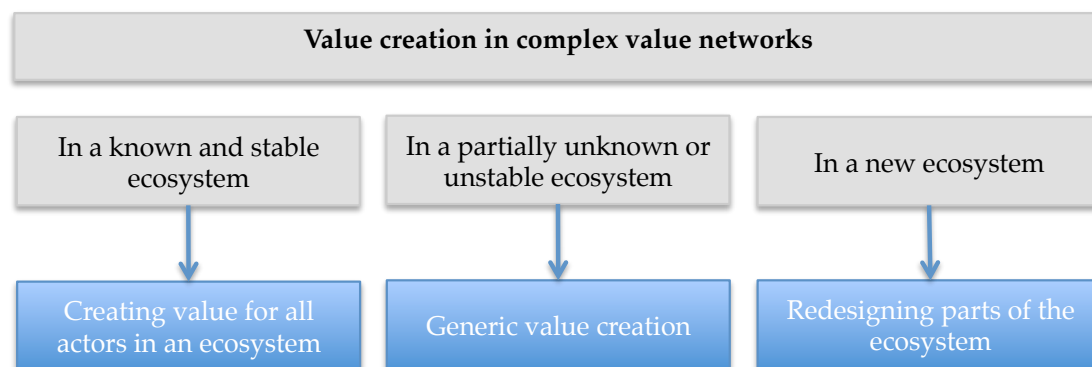 Value creation in complex value networks
In a known and stable
ecosystem
In a partially unknown or
unstable ecosystem
In a new ecosystem
Creating value for all
actors in an ecosystem
Generic value creation
Redesigning parts of the
ecosystem